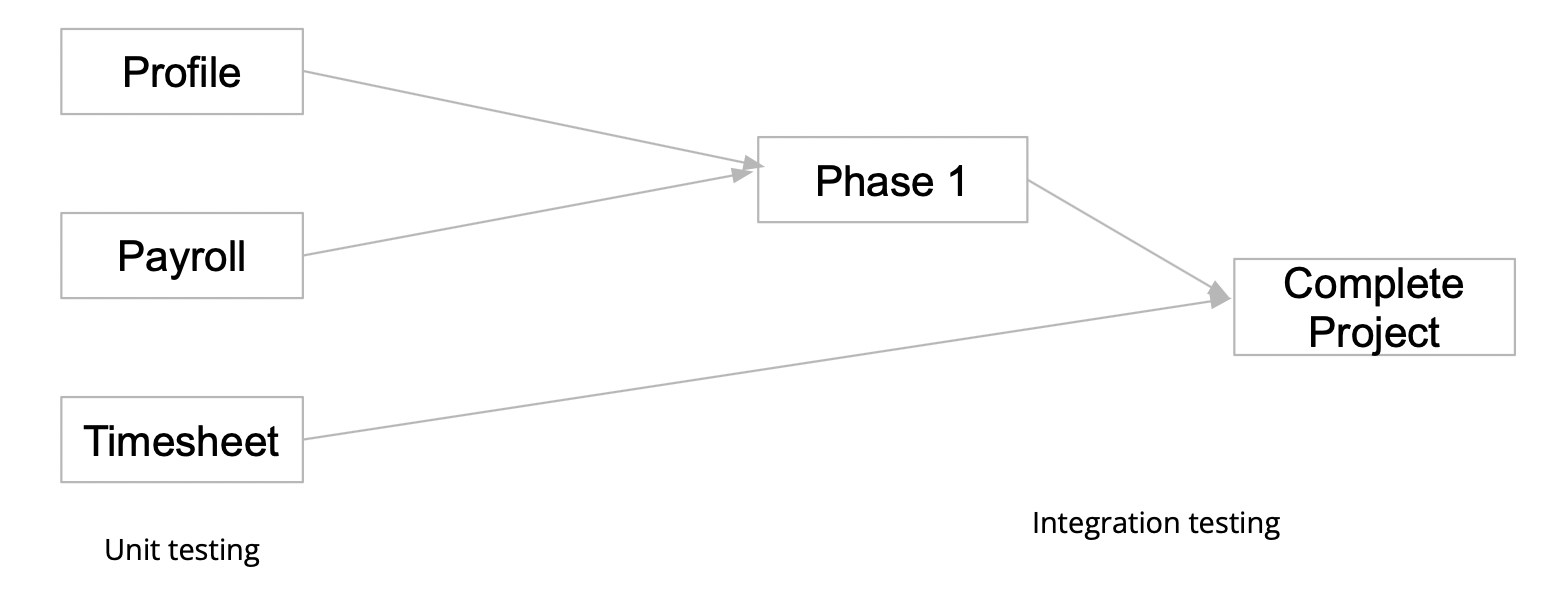 Profile
Payroll
Timesheet
Unit testing
Phase 1
Complete
Project
Integration testing